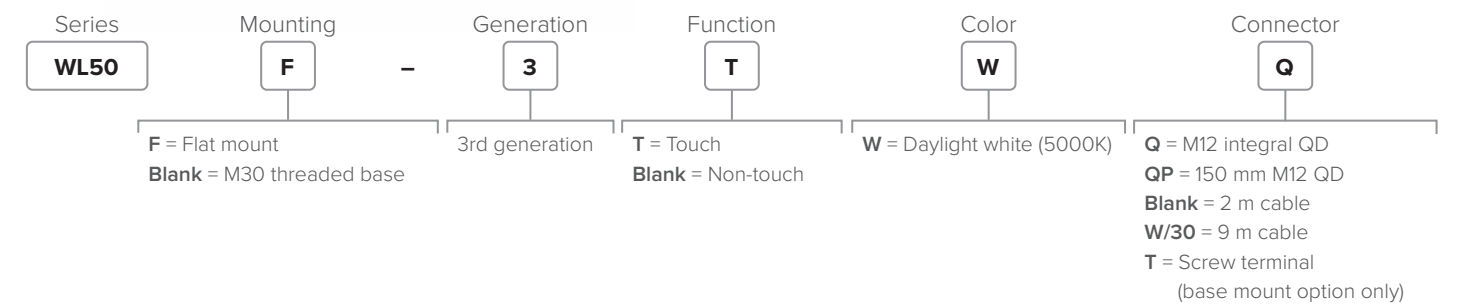 Series Mounting Generation Function Color Connector
WL50 F – 3 T W Q
F = Flat mount 3rd generation T = Touch W = Daylight white (5000K) Q = M12 integral QD
Blank = M30 threaded base Blank = Non-touch QP = 150 mm M12 QD
Blank = 2 m cable
W/30 = 9 m cable
T = Screw terminal
(base mount option only)